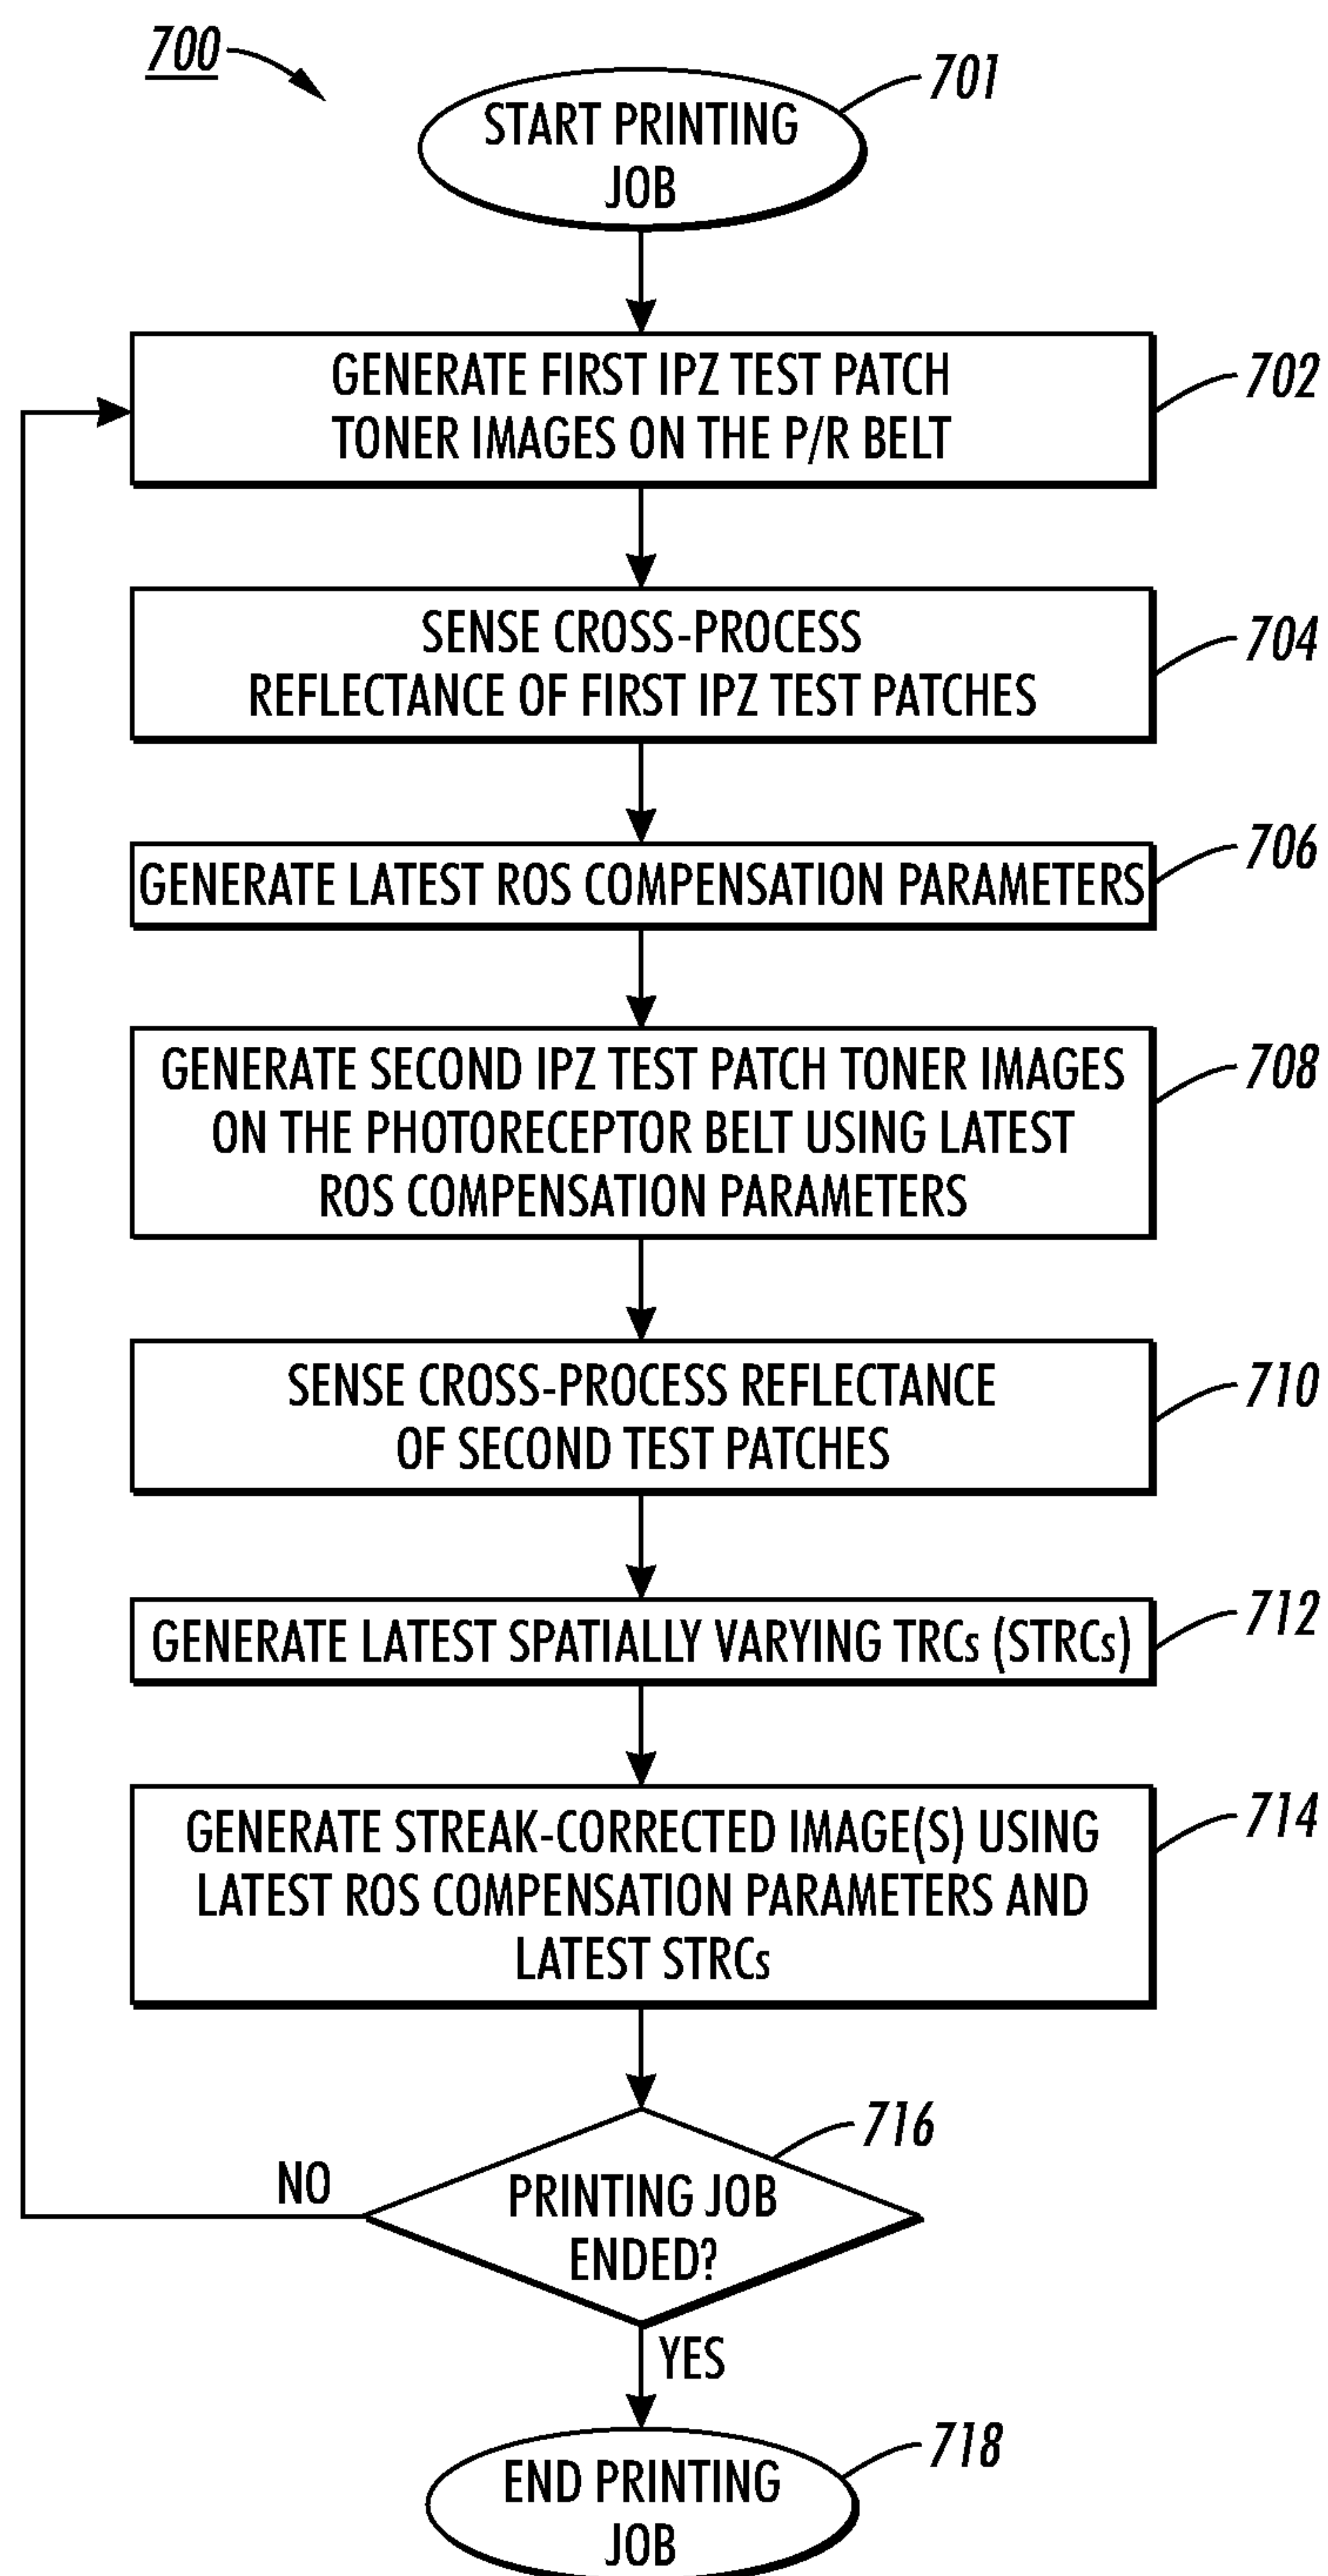 700
START PRINTING
JOB
701
GENERATE FIRST IPZ TEST PATCH
TONER IMAGES ON THE P/R BELT
702
SENSE CROSS-PROCESS
REFLECTANCE OF FIRST IPZ TEST PATCHES
704
GENERATE LATEST ROS COMPENSATION PARAMETERS
706
GENERATE SECOND IPZ TEST PATCH TONER IMAGES
ON THE PHOTORECEPTOR BELT USING LATEST
ROS COMPENSATION PARAMETERS
708
SENSE CROSS-PROCESS REFLECTANCE
OF SECOND TEST PATCHES
710
GENERATE LATEST SPATIALLY VARYING TRCs (STRCs)
712
GENERATE STREAK-CORRECTED IMAGE(S) USING
LATEST ROS COMPENSATION PARAMETERS AND
LATEST STRCs
714
PRINTING JOB
ENDED?
716
NO
YES
END PRINTING
JOB
718